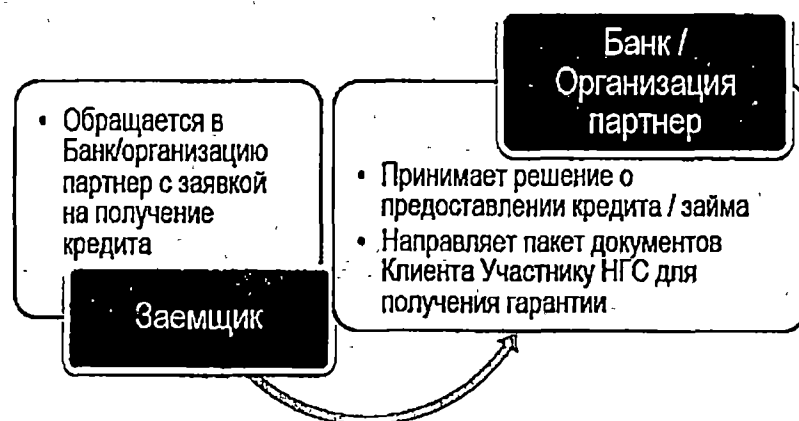 • Обращается в
Банк/организацию
партнер с заявкой
на получение
кредита
Заемщик
Банк /
Организация
партнер
• Принимает решение о
предоставлении кредита / займа
• Направляет пакет документов
Клиента Участнику НГС для
получения гарантии